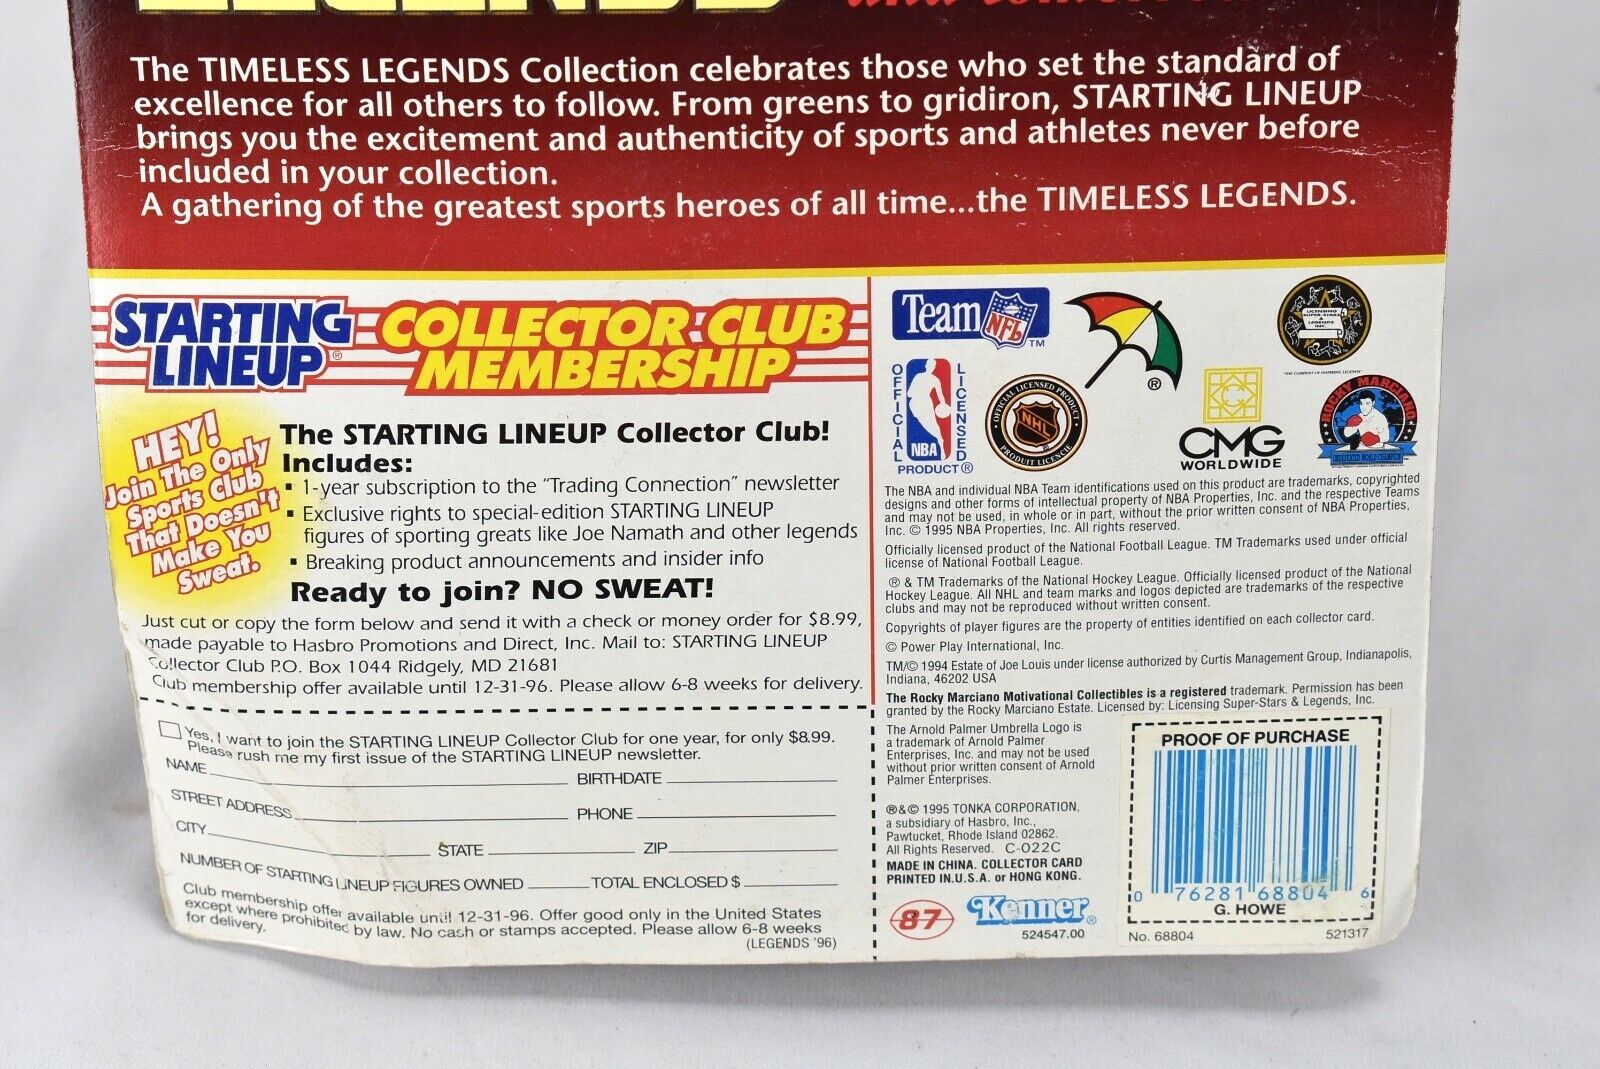 LEGENDS
The TIMELESS LEGENDS Collection celebrates those who set the standard of
excellence for all others to follow. From greens to gridiron, STARTING LINEUP
brings you the excitement and authenticity of sports and athletes never before
included in your collection.
A gathering of the greatest sports heroes of all time...the TIMELESS LEGENDS.
STARTING
LINEUP®
COLLECTOR CLUB
MEMBERSHIP
HEY!
Join The Only
Sports Club
That Doesn't
Make You
Sweat.
The STARTING LINEUP Collector Club!
Includes:
▪ 1-year subscription to the "Trading Connection" newsletter
▪ Exclusive rights to special-edition STARTING LINEUP
figures of sporting greats like Joe Namath and other legends
▪ Breaking product announcements and insider info
Ready to join? NO SWEAT!
Just cut or copy the form below and send it with a check or money order for $8.99,
made payable to Hasbro Promotions and Direct, Inc. Mail to: STARTING LINEUP
Collector Club P.O. Box 1044 Ridgely, MD 21681
Club membership offer available until 12-31-96. Please allow 6-8 weeks for delivery.
Yes, I want to join the STARTING LINEUP Collector Club for one year, for only $8.99.
Please rush me my first issue of the STARTING LINEUP newsletter.
NAME BIRTHDATE
STREET ADDRESS PHONE
CITY STATE ZIP
NUMBER OF STARTING LINEUP FIGURES OWNED TOTAL ENCLOSED $
Club membership offer available until 12-31-96. Offer good only in the United States
except where prohibited by law. No cash or stamps accepted. Please allow 6-8 weeks
for delivery.
(LEGENDS '96)
Team NFL TM
®
LICENSING
SUPER-STARS
&
LEGENDS
INC.
"THE COMPANY OF INSPIRING LEGENDS"
OFFICIAL
LICENSED
NBA
PRODUCT®
OFFICIAL LICENSED PRODUCT
NHL
PRODUIT LICENCIÉ
C
CMG
WORLDWIDE
ROCKY MARCIANO
UNDEFEATED WORLD CHAMPION
The NBA and individual NBA Team identifications used on this product are trademarks, copyrighted
designs and other forms of intellectual property of NBA Properties, Inc. and the respective Teams
and may not be used, in whole or in part, without the prior written consent of NBA Properties,
Inc. © 1995 NBA Properties, Inc. All rights reserved.
Officially licensed product of the National Football League. TM Trademarks used under official
license of National Football League.
® & TM Trademarks of the National Hockey League. Officially licensed product of the National
Hockey League. All NHL and team marks and logos depicted are trademarks of the respective
clubs and may not be reproduced without written consent.
Copyrights of player figures are the property of entities identified on each collector card.
© Power Play International, Inc.
TM/© 1994 Estate of Joe Louis under license authorized by Curtis Management Group, Indianapolis,
Indiana, 46202 USA
The Rocky Marciano Motivational Collectibles is a registered trademark. Permission has been
granted by the Rocky Marciano Estate. Licensed by: Licensing Super-Stars & Legends, Inc.
The Arnold Palmer Umbrella Logo is
a trademark of Arnold Palmer
Enterprises, Inc. and may not be used
without prior written consent of Arnold
Palmer Enterprises.
®&© 1995 TONKA CORPORATION,
a subsidiary of Hasbro, Inc.,
Pawtucket, Rhode Island 02862.
All Rights Reserved. C-022C
MADE IN CHINA. COLLECTOR CARD
PRINTED IN U.S.A. or HONG KONG.
87
Kenner®
524547.00
PROOF OF PURCHASE
0 76281 68804 6
G. HOWE
No. 68804 521317